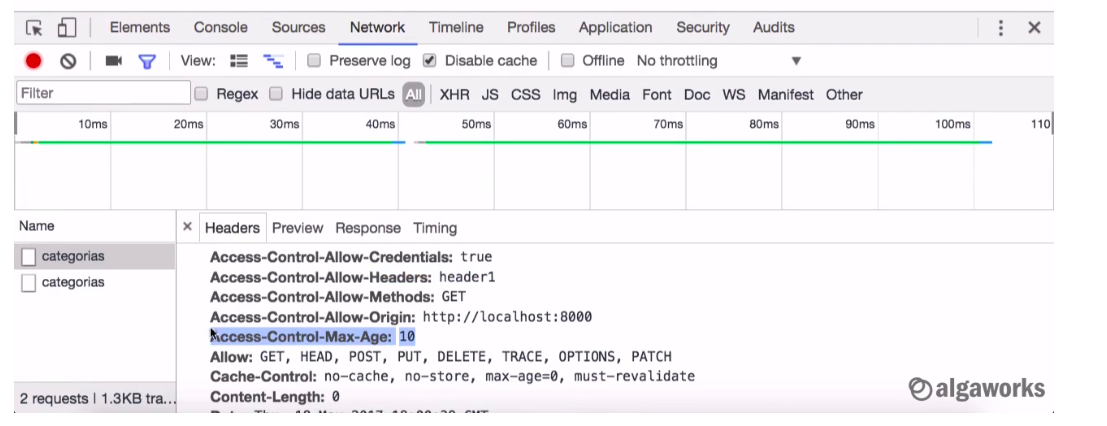 Elements Console Sources Network Timeline Profiles Application Security Audits
View: Preserve log Disable cache Offline No throttling
Filter Regex Hide data URLs All XHR JS CSS Img Media Font Doc WS Manifest Other
10ms 20ms 30ms 40ms 50ms 60ms 70ms 80ms 90ms 100ms 110
Name
Headers Preview Response Timing
categorias
categorias
Access-Control-Allow-Credentials: true
Access-Control-Allow-Headers: header1
Access-Control-Allow-Methods: GET
Access-Control-Allow-Origin: http://localhost:8000
Access-Control-Max-Age: 10
Allow: GET, HEAD, POST, PUT, DELETE, TRACE, OPTIONS, PATCH
Cache-Control: no-cache, no-store, max-age=0, must-revalidate
Content-Length: 0
2 requests | 1.3KB tra...
algaworks